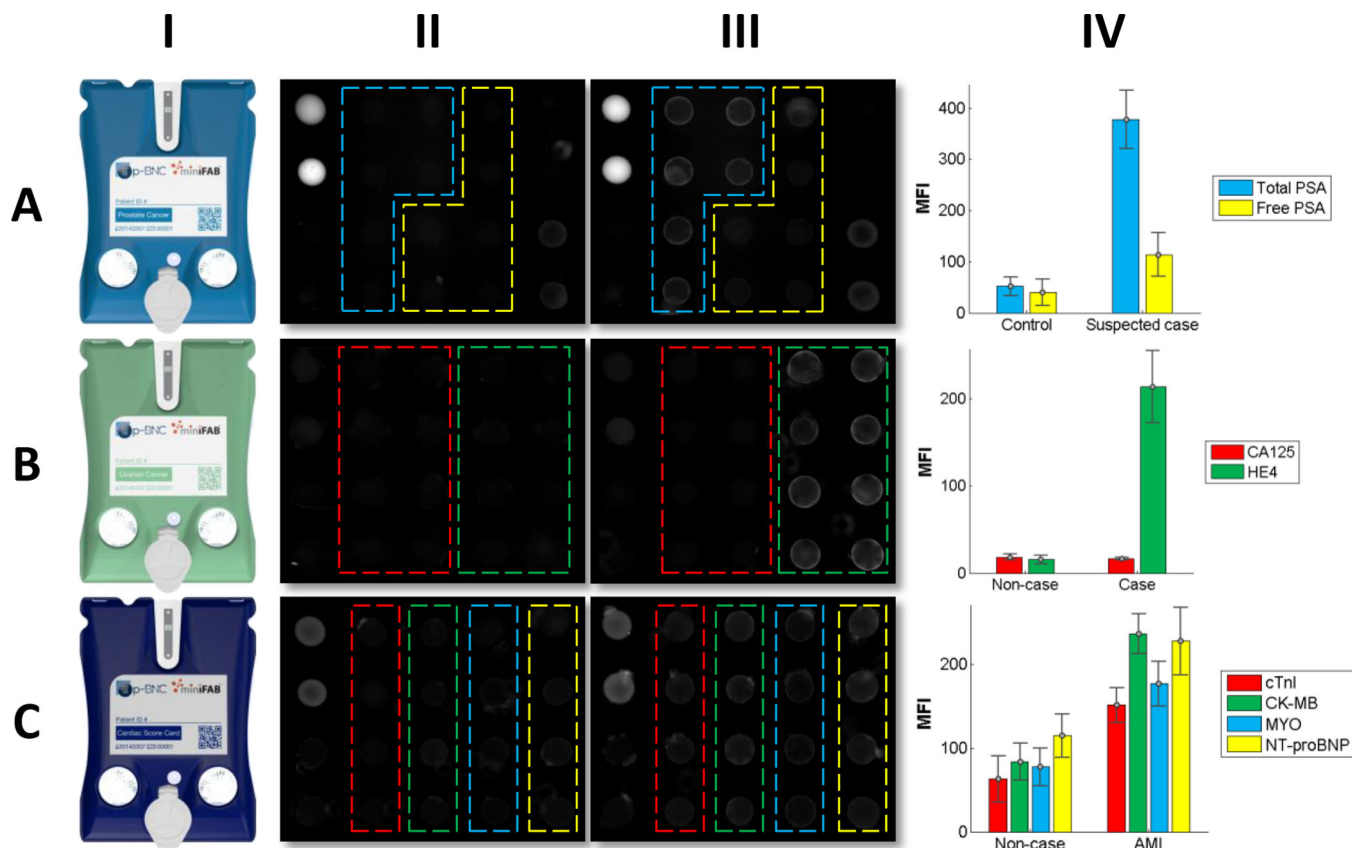 I II III IV
A
p-BNC miniFAB
Patient ID #
Prostate Cancer
MFI
400
300
200
100
0
Control Suspected case
Total PSA
Free PSA
B
p-BNC miniFAB
Patient ID #
Ovarian Cancer
MFI
200
100
0
Non-case Case
CA125
HE4
C
p-BNC miniFAB
Patient ID #
Cardiac Score Card
MFI
200
100
0
Non-case AMI
cTnI
CK-MB
MYO
NT-proBNP